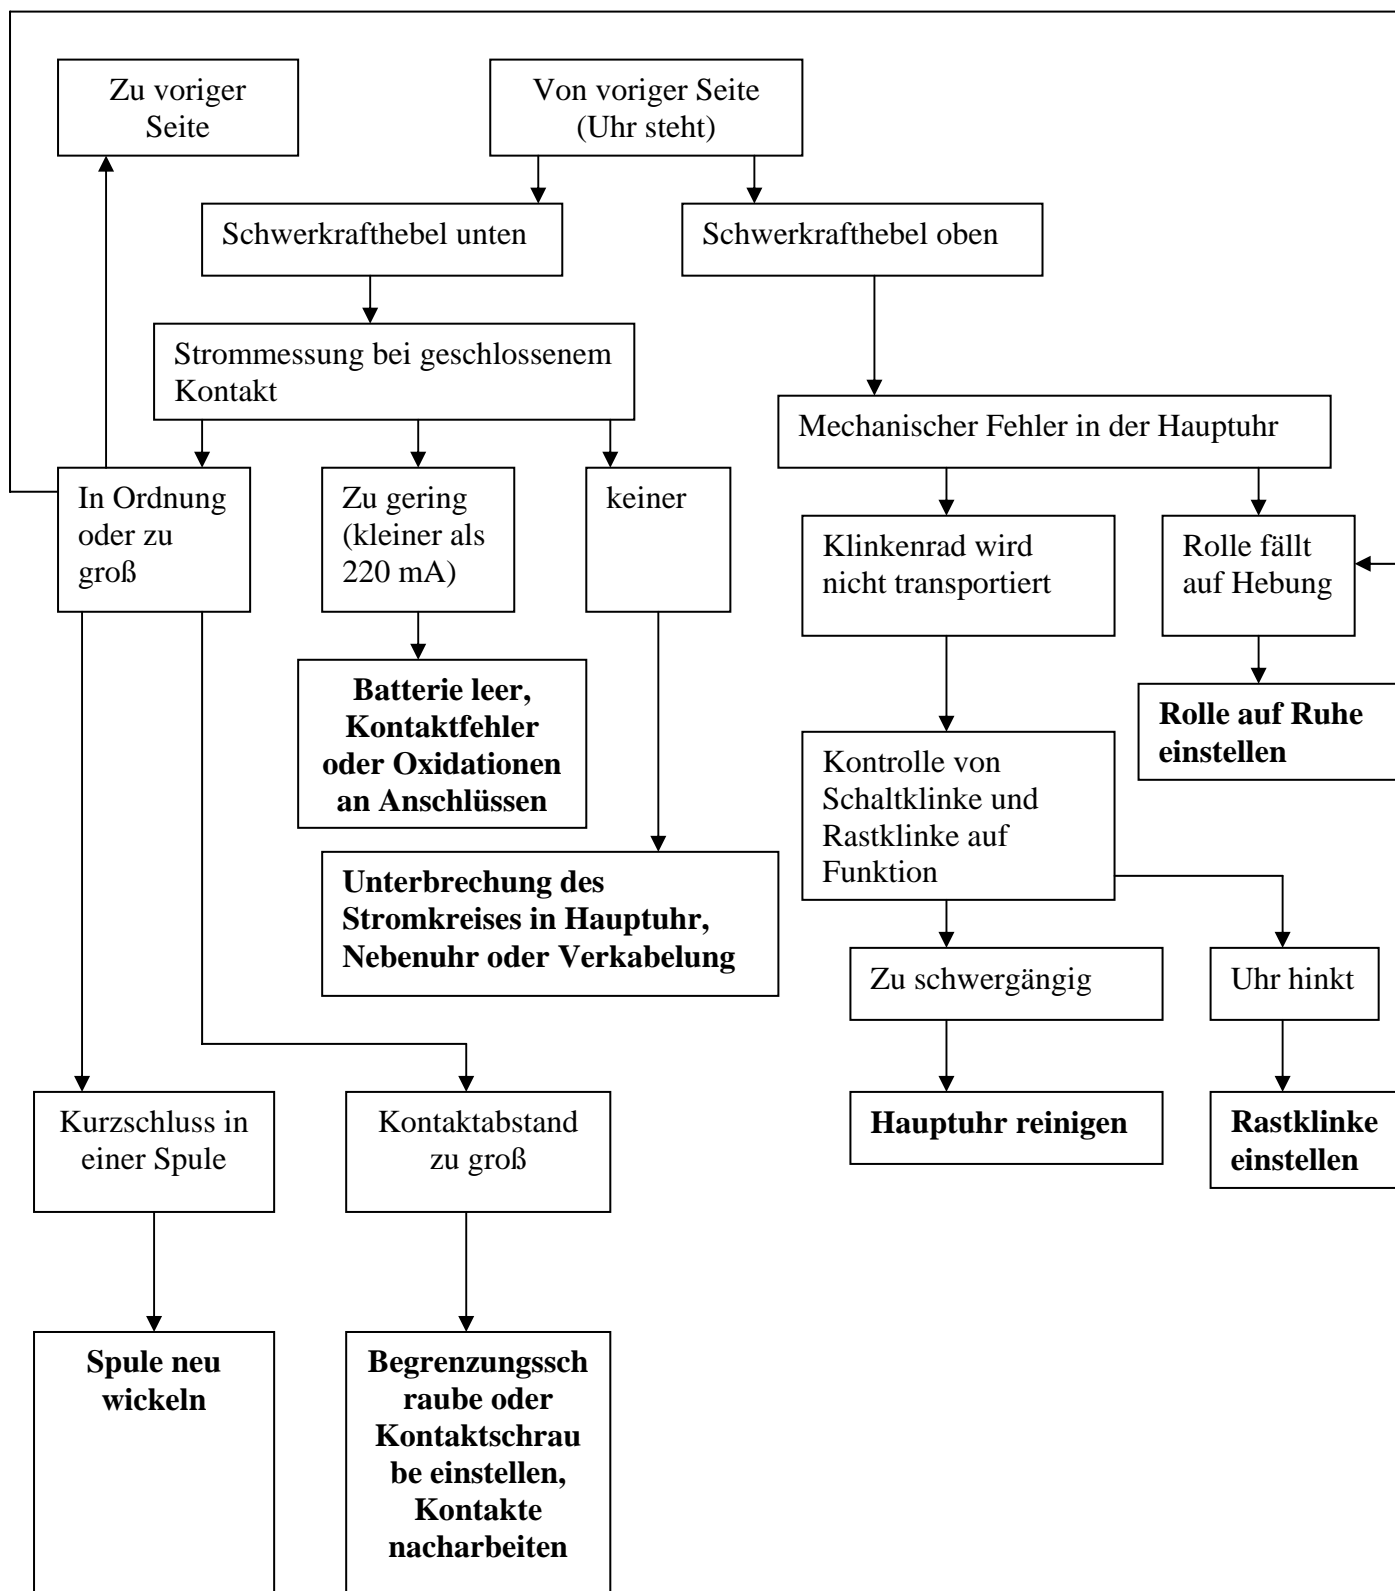 Zu voriger
Seite
Von voriger Seite
(Uhr steht)
Schwerkrafthebel unten
Schwerkrafthebel oben
Strommessung bei geschlossenem
Kontakt
Mechanischer Fehler in der Hauptuhr
In Ordnung
oder zu
groß
Zu gering
(kleiner als
220 mA)
keiner
Klinkenrad wird
nicht transportiert
Rolle fällt
auf Hebung
Batterie leer,
Kontaktfehler
oder Oxidationen
an Anschlüssen
Rolle auf Ruhe
einstellen
Kontrolle von
Schaltklinke und
Rastklinke auf
Funktion
Unterbrechung des
Stromkreises in Hauptuhr,
Nebenuhr oder Verkabelung
Zu schwergängig
Uhr hinkt
Kurzschluss in
einer Spule
Kontaktabstand
zu groß
Hauptuhr reinigen
Rastklinke
einstellen
Spule neu
wickeln
Begrenzungssch
raube oder
Kontaktschrau
be einstellen,
Kontakte
nacharbeiten